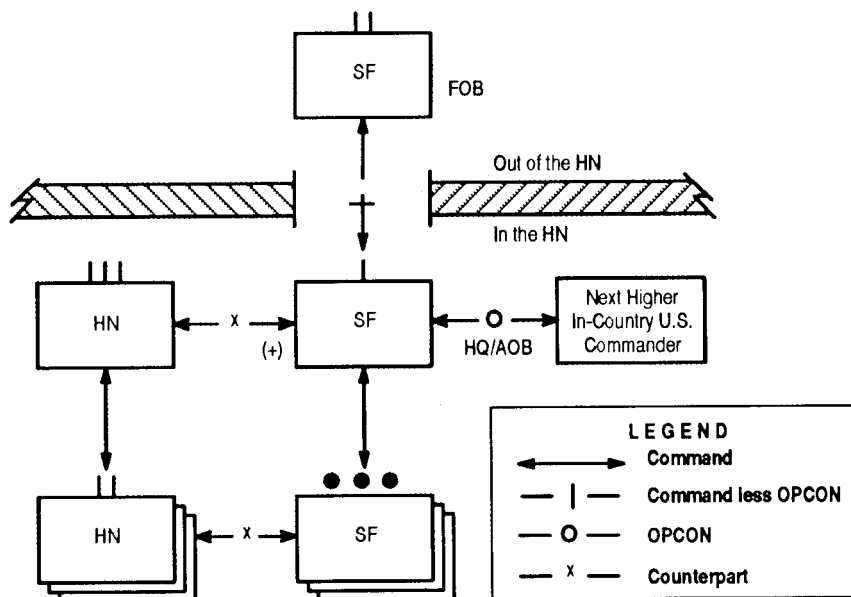 SF
FOB
Out of the HN
In the HN
HN
x
(+)
SF
HQ/AOB
Next Higher
In-Country U.S.
Commander
HN
x
SF
LEGEND
Command
Command less OPCON
OPCON
x
Counterpart